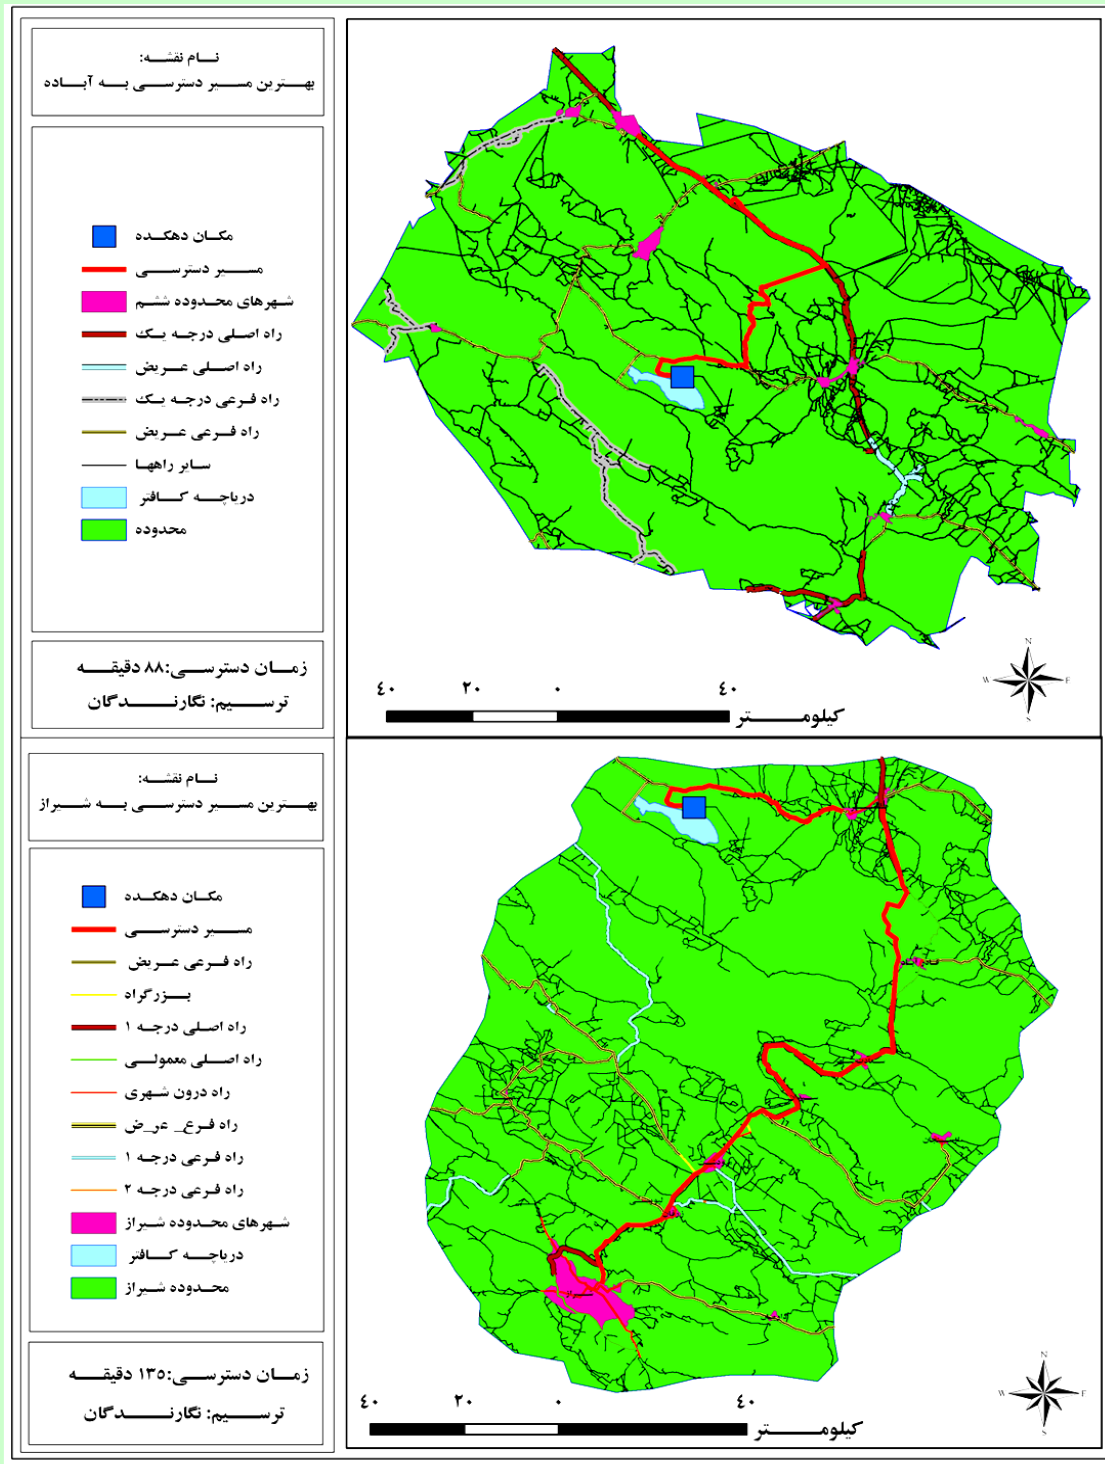 نام نقشه:
بهترین مسیر دسترسی به آباده
مکان دهکده
مسیر دسترسی
شهرهای محدوده ششم
راه اصلی درجه یک
راه اصلی عریض
راه فرعی درجه یک
راه فرعی عریض
سایر راهها
دریاچه کافتر
محدوده
زمان دسترسی:۸۸ دقیقه
ترسیم: نگارندگان
N
W
E
S
۴۰ ۲۰ ۰ ۴۰
کیلومتر
نام نقشه:
بهترین مسیر دسترسی به شیراز
مکان دهکده
مسیر دسترسی
راه فرعی عریض
بزرگراه
راه اصلی درجه ۱
راه اصلی معمولی
راه درون شهری
راه فرع_ عر_ض
راه فرعی درجه ۱
راه فرعی درجه ۲
شهرهای محدوده شیراز
دریاچه کافتر
محدوده شیراز
زمان دسترسی:۱۳۵ دقیقه
ترسیم: نگارندگان
N
W
E
S
۴۰ ۲۰ ۰ ۴۰
کیلومتر